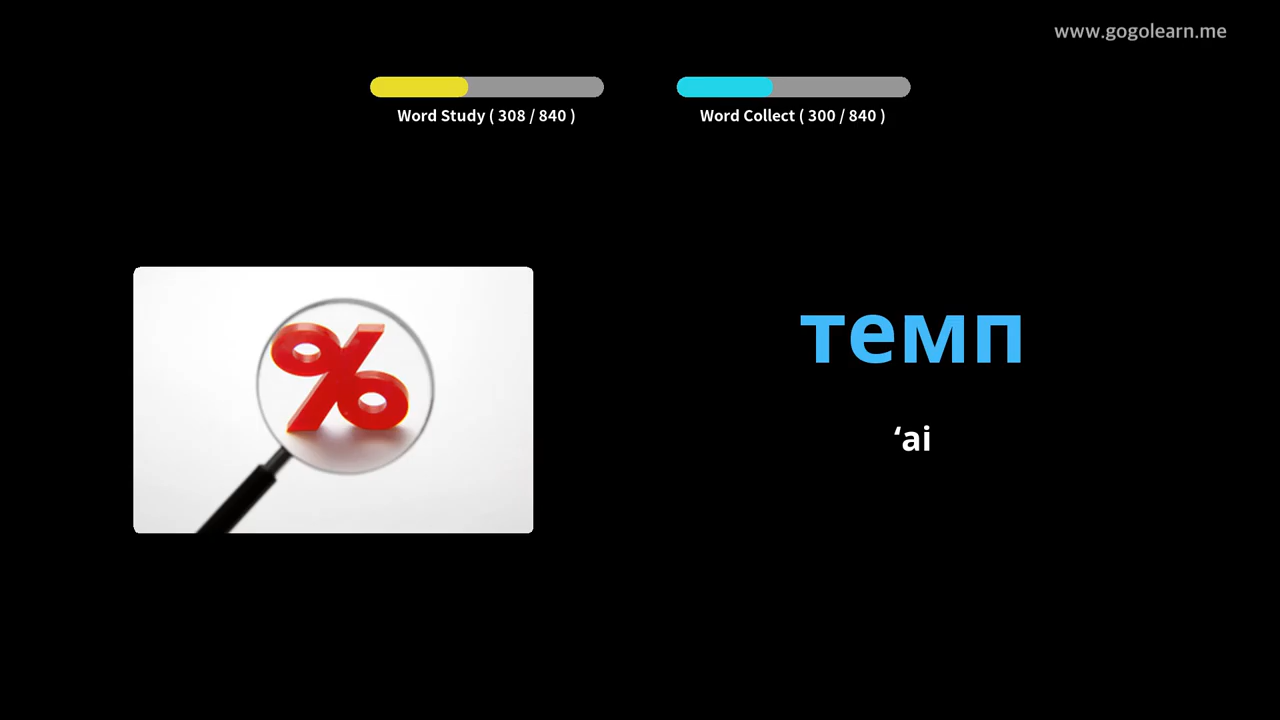 www.gogolearn.me
Word Study ( 308 / 840 )
Word Collect ( 300 / 840 )
%
темп
‘ai